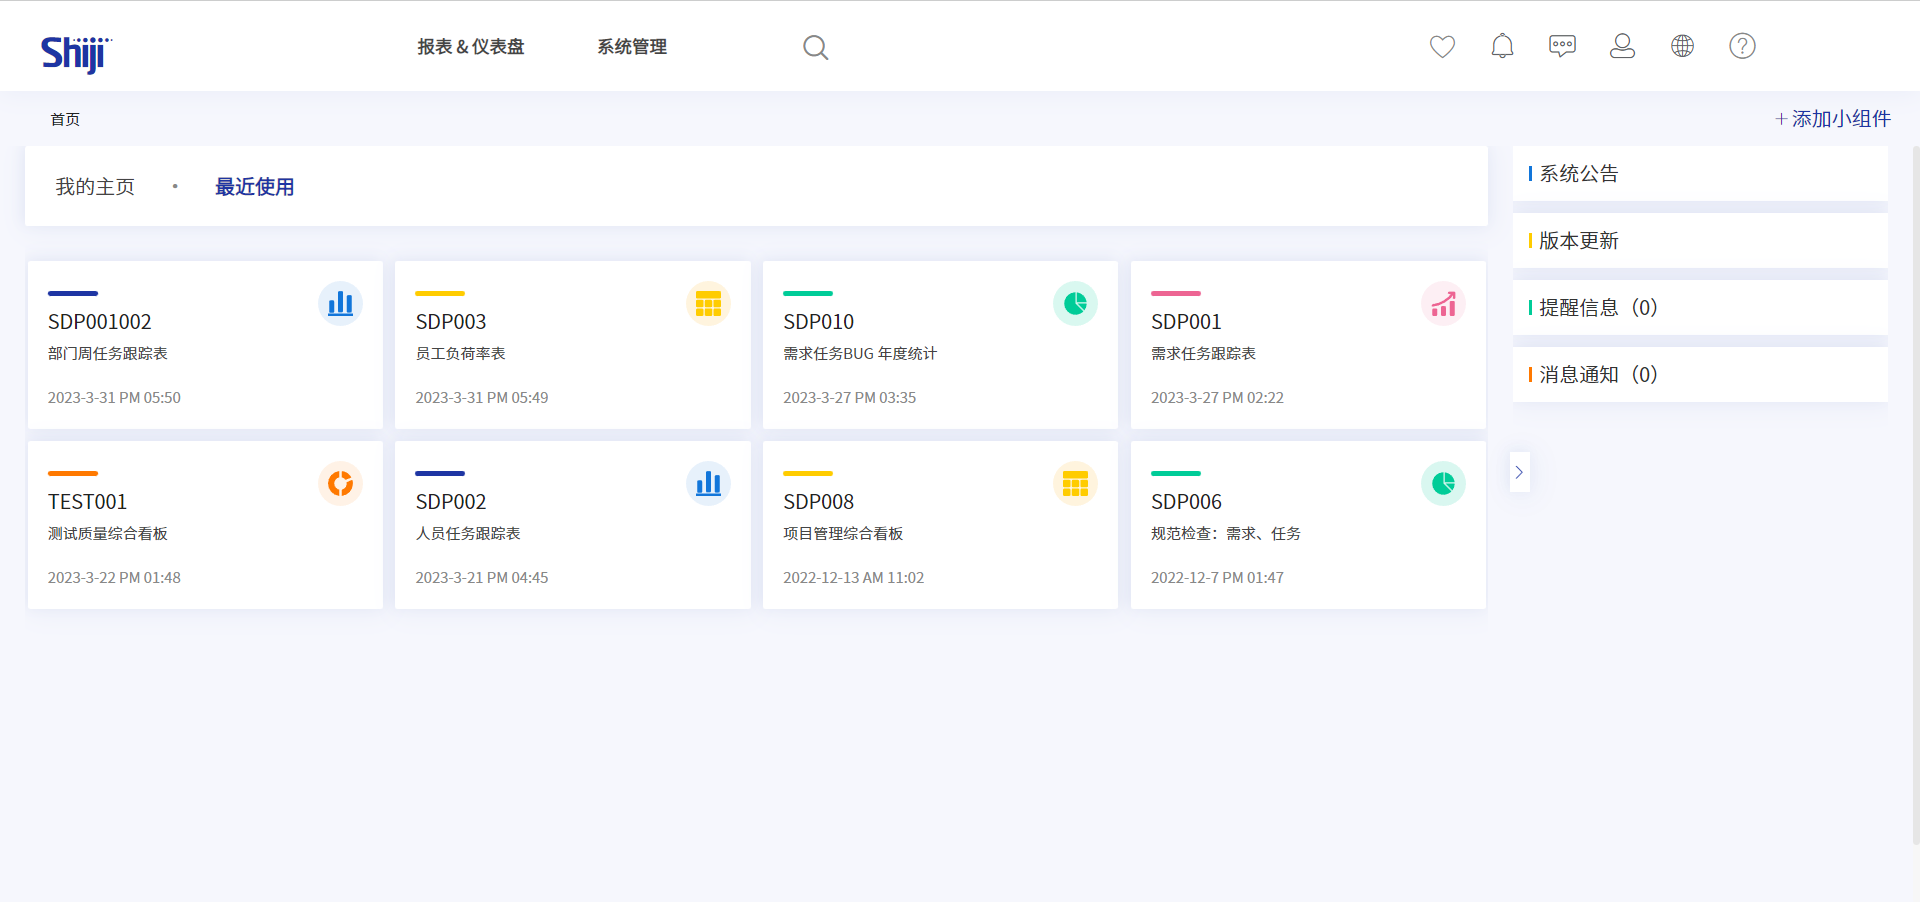 Shiji
报表 & 仪表盘
系统管理
首页
+ 添加小组件
我的主页
·
最近使用
SDP001002
部门周任务跟踪表
2023-3-31 PM 05:50
SDP003
员工负荷率表
2023-3-31 PM 05:49
SDP010
需求任务BUG 年度统计
2023-3-27 PM 03:35
SDP001
需求任务跟踪表
2023-3-27 PM 02:22
TEST001
测试质量综合看板
2023-3-22 PM 01:48
SDP002
人员任务跟踪表
2023-3-21 PM 04:45
SDP008
项目管理综合看板
2022-12-13 AM 11:02
SDP006
规范检查：需求、任务
2022-12-7 PM 01:47
系统公告
版本更新
提醒信息（0）
消息通知（0）